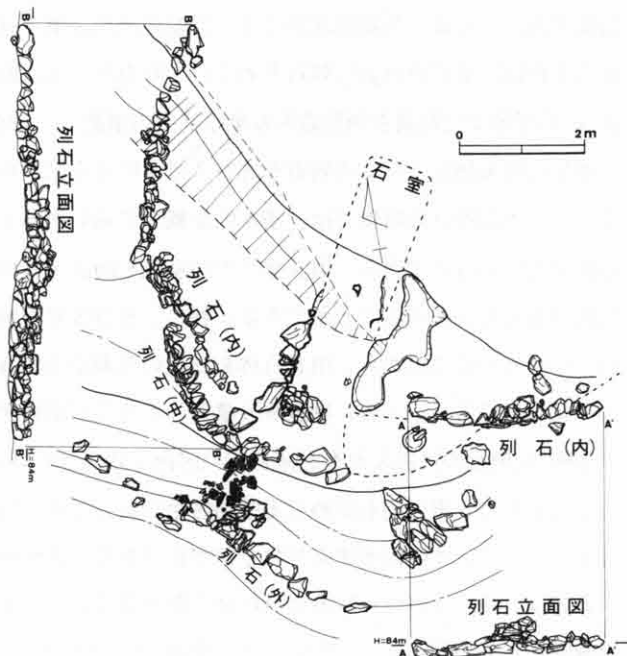 B
B'
0 2m
列石立面図
石室
列石(内)
列石(中)
A A'
列石(内)
B' B'
H=84m
列石(外)
列石立面図
H=84m
A A'